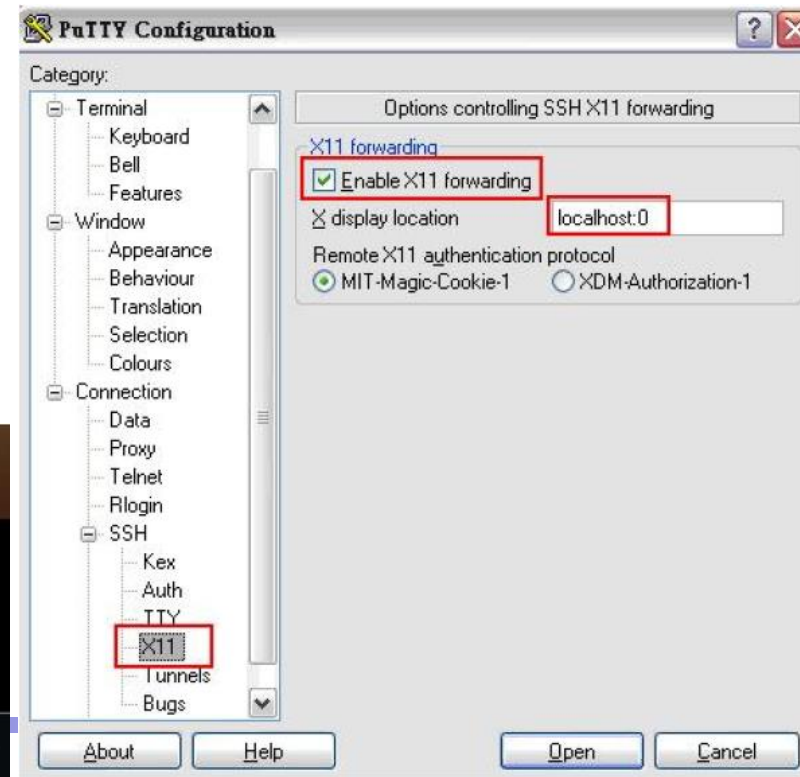 PuTTY Configuration
?
Category:
Terminal
Keyboard
Bell
Features
Window
Appearance
Behaviour
Translation
Selection
Colours
Connection
Data
Proxy
Telnet
Rlogin
SSH
Kex
Auth
TTY
X11
Tunnels
Bugs
Options controlling SSH X11 forwarding
X11 forwarding
Enable X11 forwarding
X display location localhost:0
Remote X11 authentication protocol
MIT-Magic-Cookie-1 XDM-Authorization-1
About Help Open Cancel